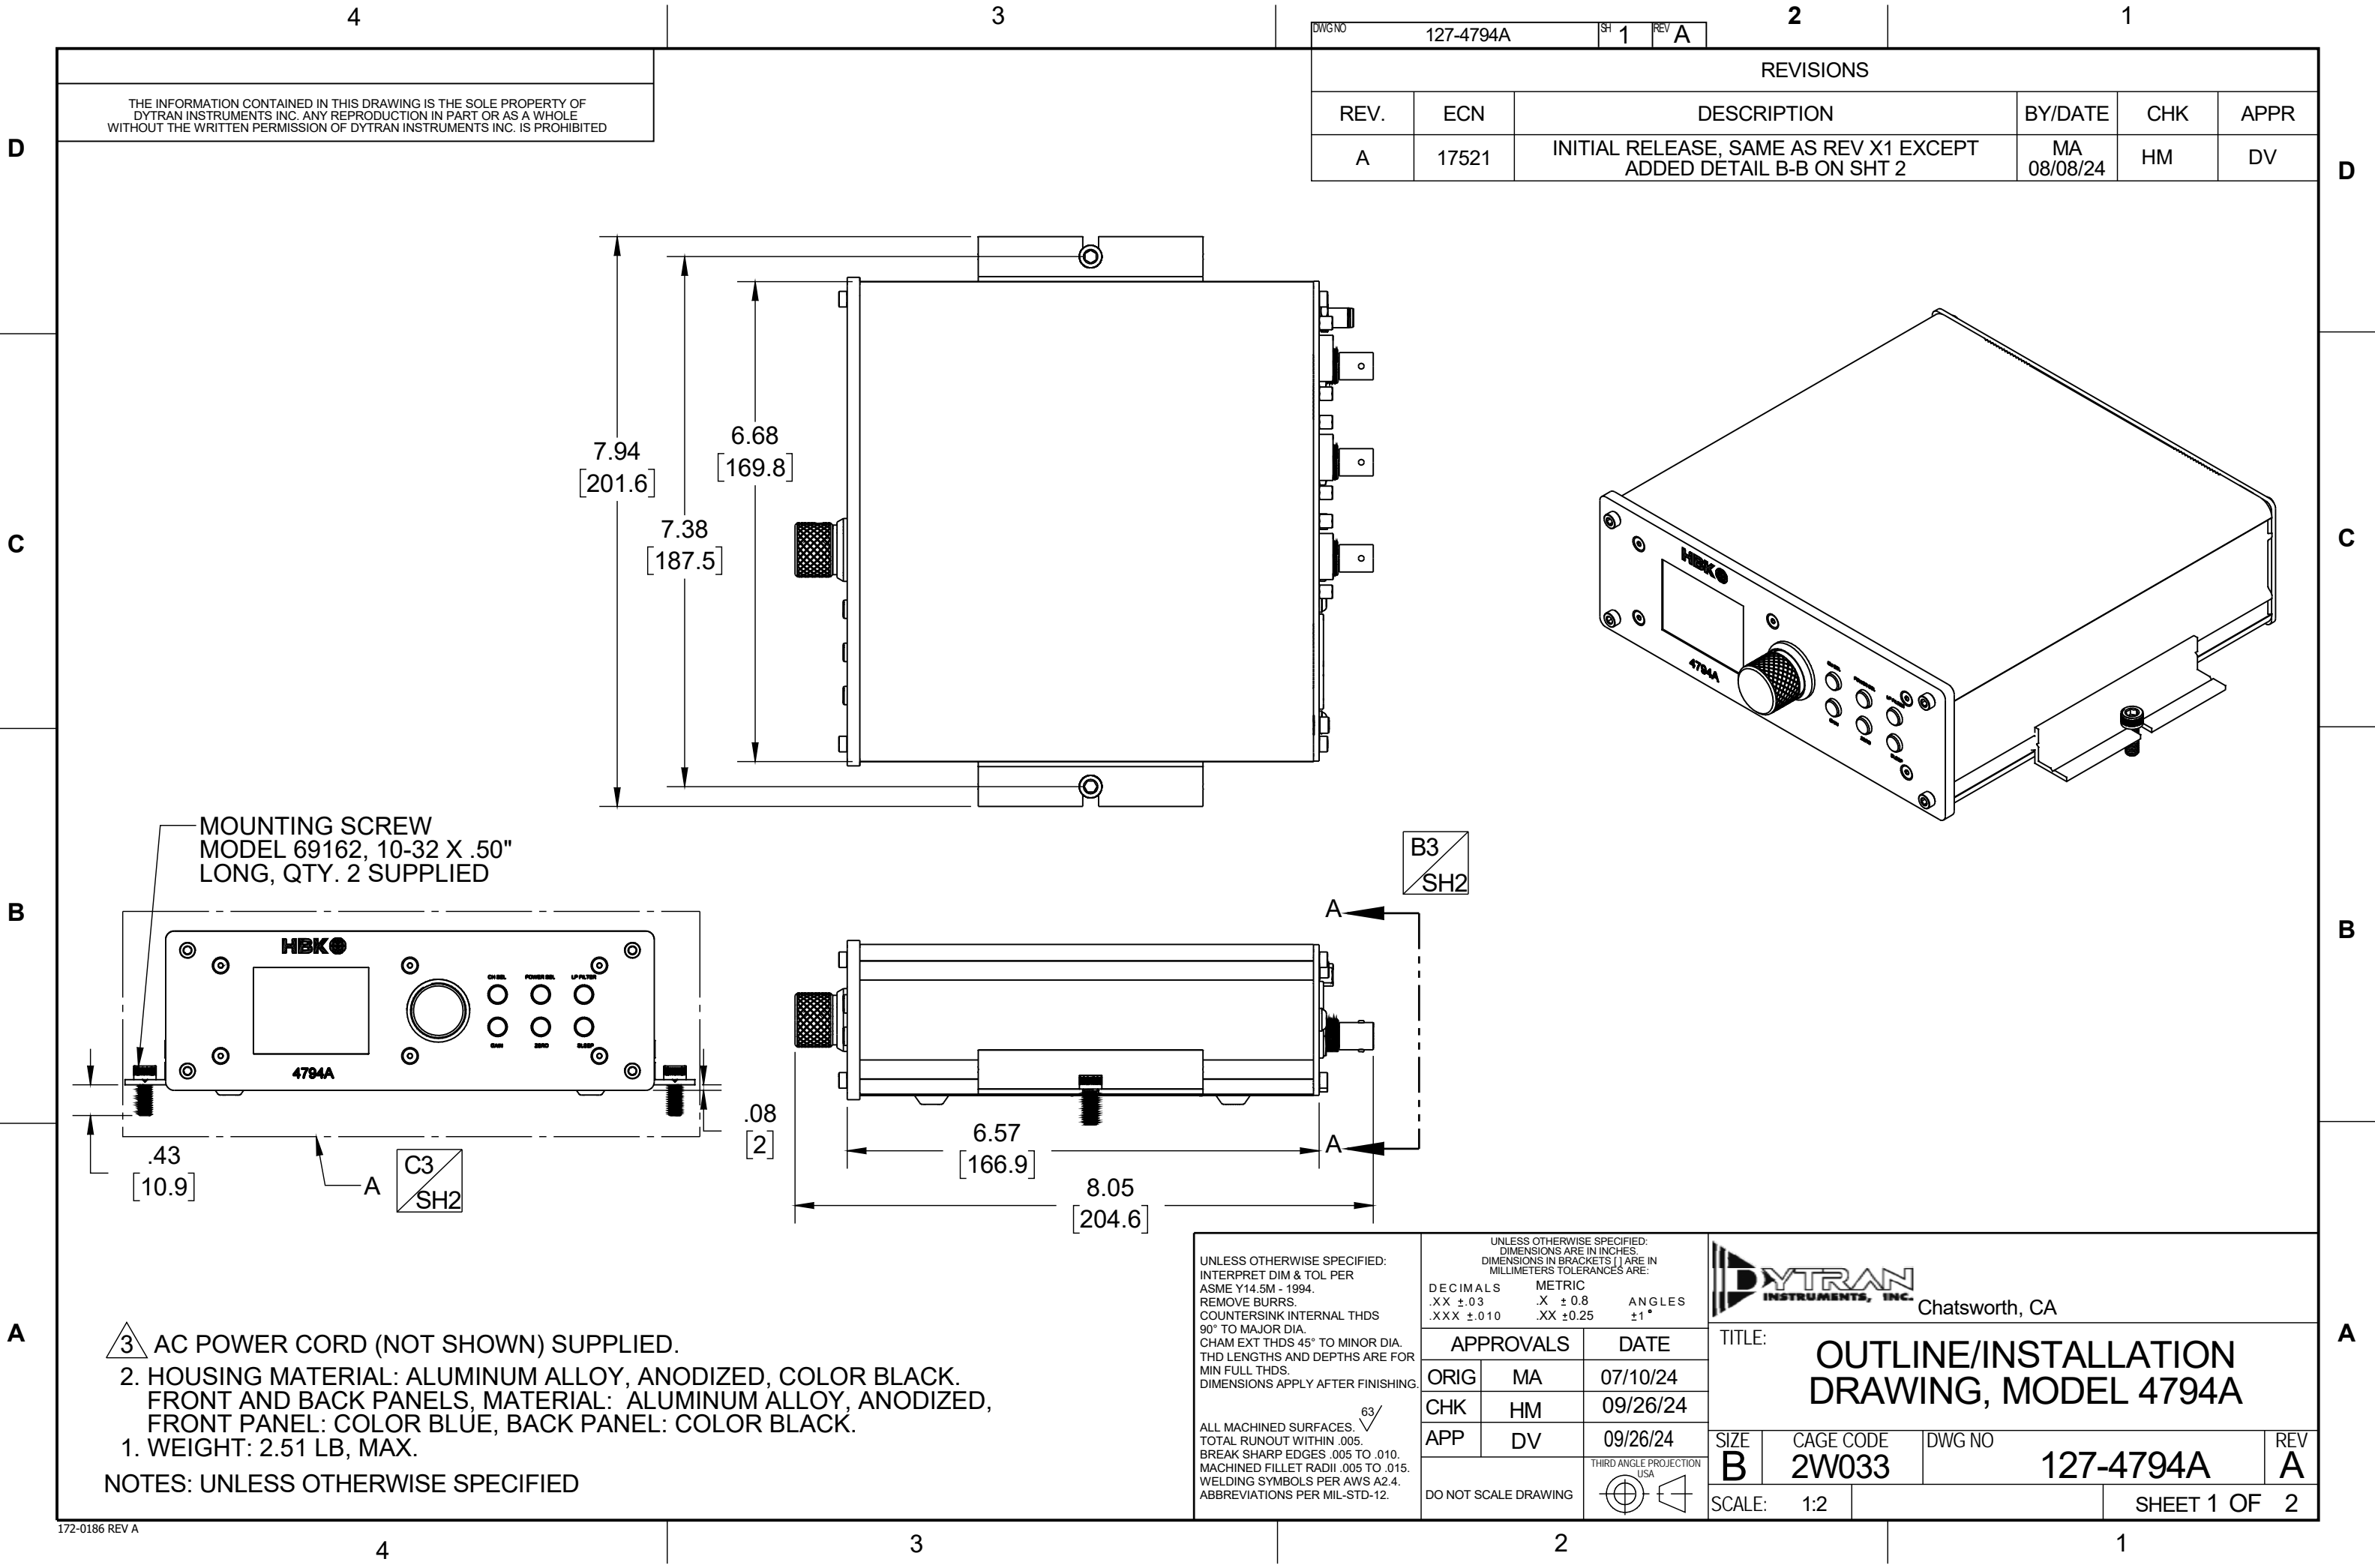 4
3
2
1
DWG NO
127-4794A
SH 1
REV A
THE INFORMATION CONTAINED IN THIS DRAWING IS THE SOLE PROPERTY OF
DYTRAN INSTRUMENTS INC. ANY REPRODUCTION IN PART OR AS A WHOLE
WITHOUT THE WRITTEN PERMISSION OF DYTRAN INSTRUMENTS INC. IS PROHIBITED
REVISIONS
REV. ECN DESCRIPTION BY/DATE CHK APPR
A 17521 INITIAL RELEASE, SAME AS REV X1 EXCEPT
ADDED DETAIL B-B ON SHT 2
MA
08/08/24
HM
DV
D
D
7.94
[201.6]
7.38
[187.5]
6.68
[169.8]
C
C
HBK
4794A
MOUNTING SCREW
MODEL 69162, 10-32 X .50"
LONG, QTY. 2 SUPPLIED
B3
SH2
B
B
HBK
CH SEL POWER SEL LP FILTER
GAIN ZERO SLEEP
4794A
A
A
.43
[10.9]
.08
[2]
A
C3
SH2
6.57
[166.9]
8.05
[204.6]
A
A
3 AC POWER CORD (NOT SHOWN) SUPPLIED.
2. HOUSING MATERIAL: ALUMINUM ALLOY, ANODIZED, COLOR BLACK.
FRONT AND BACK PANELS, MATERIAL: ALUMINUM ALLOY, ANODIZED,
FRONT PANEL: COLOR BLUE, BACK PANEL: COLOR BLACK.
1. WEIGHT: 2.51 LB, MAX.
NOTES: UNLESS OTHERWISE SPECIFIED
UNLESS OTHERWISE SPECIFIED:
INTERPRET DIM & TOL PER
ASME Y14.5M - 1994.
REMOVE BURRS.
COUNTERSINK INTERNAL THDS
90° TO MAJOR DIA.
CHAM EXT THDS 45° TO MINOR DIA.
THD LENGTHS AND DEPTHS ARE FOR
MIN FULL THDS.
DIMENSIONS APPLY AFTER FINISHING.
63
ALL MACHINED SURFACES.
TOTAL RUNOUT WITHIN .005.
BREAK SHARP EDGES .005 TO .010.
MACHINED FILLET RADII .005 TO .015.
WELDING SYMBOLS PER AWS A2.4.
ABBREVIATIONS PER MIL-STD-12.
UNLESS OTHERWISE SPECIFIED:
DIMENSIONS ARE IN INCHES.
DIMENSIONS IN BRACKETS [ ] ARE IN
MILLIMETERS TOLERANCES ARE:
DECIMALS METRIC
.XX ±.03 .X ± 0.8 ANGLES
.XXX ±.010 .XX ±0.25 ±1°
APPROVALS DATE
ORIG MA 07/10/24
CHK HM 09/26/24
APP DV 09/26/24
DO NOT SCALE DRAWING
THIRD ANGLE PROJECTION
USA
DYTRAN
INSTRUMENTS, INC.
Chatsworth, CA
TITLE:
OUTLINE/INSTALLATION
DRAWING, MODEL 4794A
SIZE
B
CAGE CODE
2W033
DWG NO
127-4794A
REV
A
SCALE: 1:2
SHEET 1 OF 2
172-0186 REV A
4
3
2
1